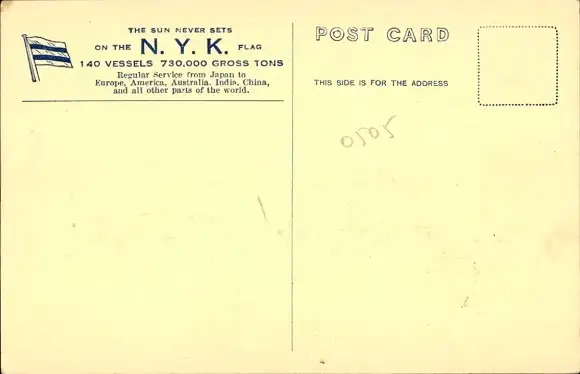 THE SUN NEVER SETS
ON THE N. Y. K. FLAG
140 VESSELS 730,000 GROSS TONS
Regular Service from Japan to
Europe, America, Australia, India, China,
and all other parts of the world.
POST CARD
THIS SIDE IS FOR THE ADDRESS
0505